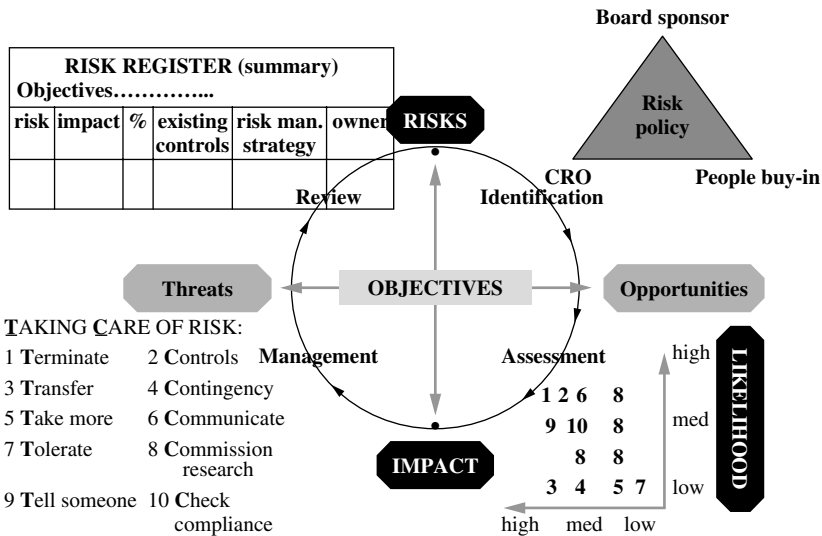 Board sponsor
RISK REGISTER (summary)
Objectives…………...
risk impact % existing controls risk man. strategy owner
RISKS
Risk
policy
CRO
People buy-in
Review
Identification
Threats
OBJECTIVES
Opportunities
TAKING CARE OF RISK:
1 Terminate 2 Controls
3 Transfer 4 Contingency
5 Take more 6 Communicate
7 Tolerate 8 Commission
research
9 Tell someone 10 Check
compliance
Management
Assessment
IMPACT
1 2 6 8
9 10 8
8 8
3 4 5 7
high
med
low
LIKELIHOOD
high med low